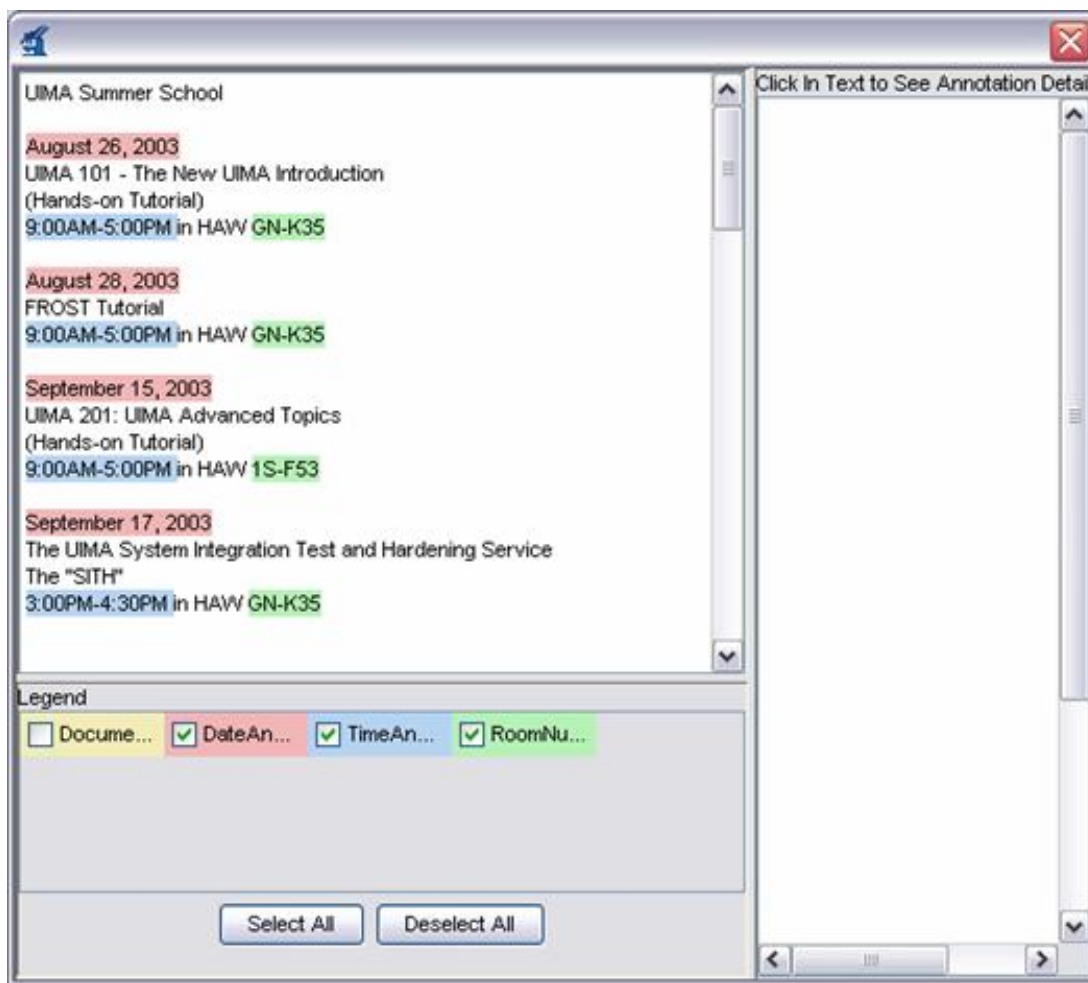 UIMA Summer School
August 26, 2003
UIMA 101 - The New UIMA Introduction
(Hands-on Tutorial)
9:00AM-5:00PM in HAW GN-K35
August 28, 2003
FROST Tutorial
9:00AM-5:00PM in HAW GN-K35
September 15, 2003
UIMA 201: UIMA Advanced Topics
(Hands-on Tutorial)
9:00AM-5:00PM in HAW 1S-F53
September 17, 2003
The UIMA System Integration Test and Hardening Service
The "SITH"
3:00PM-4:30PM in HAW GN-K35
Legend
Docume... DateAn... TimeAn... RoomNu...
Select All Deselect All
Click In Text to See Annotation Detai